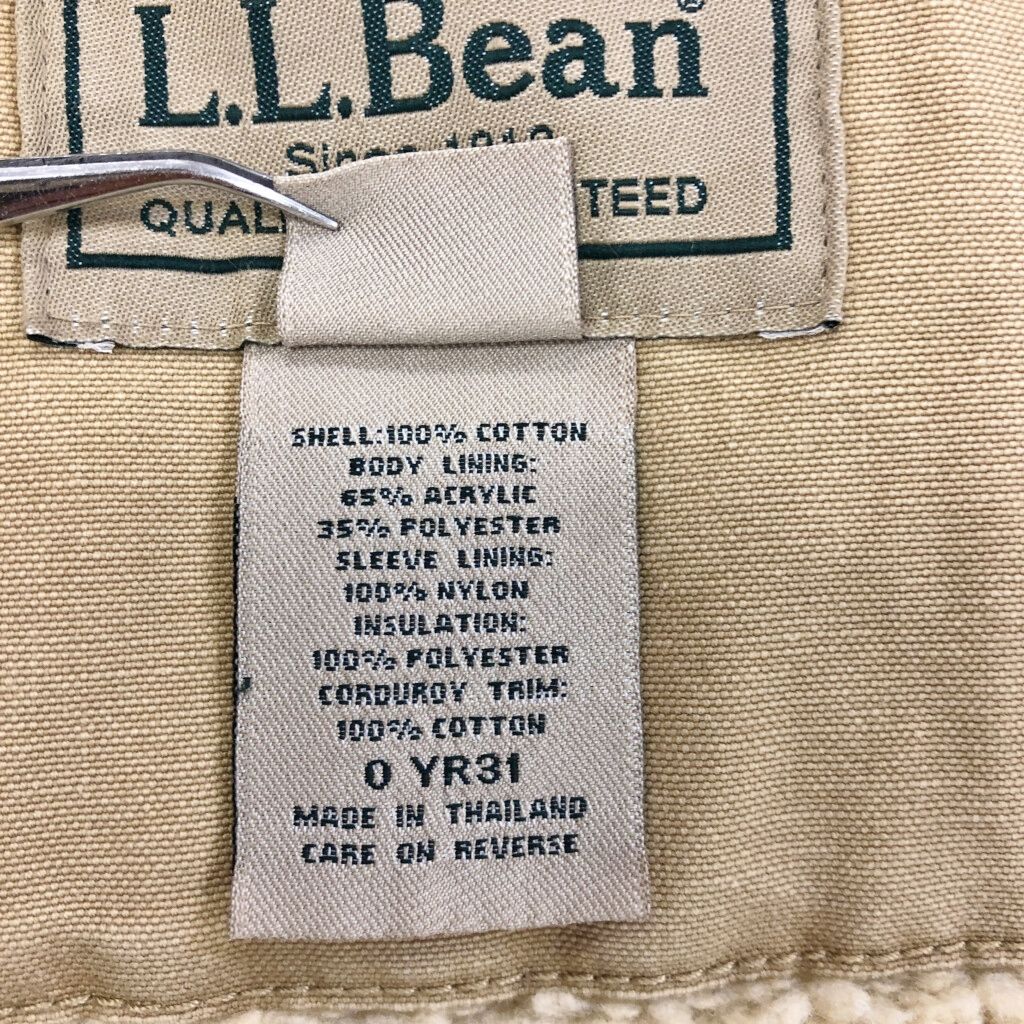 L.L.Bean®
TEED
SHELL:100% COTTON
BODY LINING:
65% ACRYLIC
35% POLYESTER
SLEEVE LINING:
100% NYLON
INSULATION:
100% POLYESTER
CORDUROY TRIM:
100% COTTON
0 YR31
MADE IN THAILAND
CARE ON REVERSE